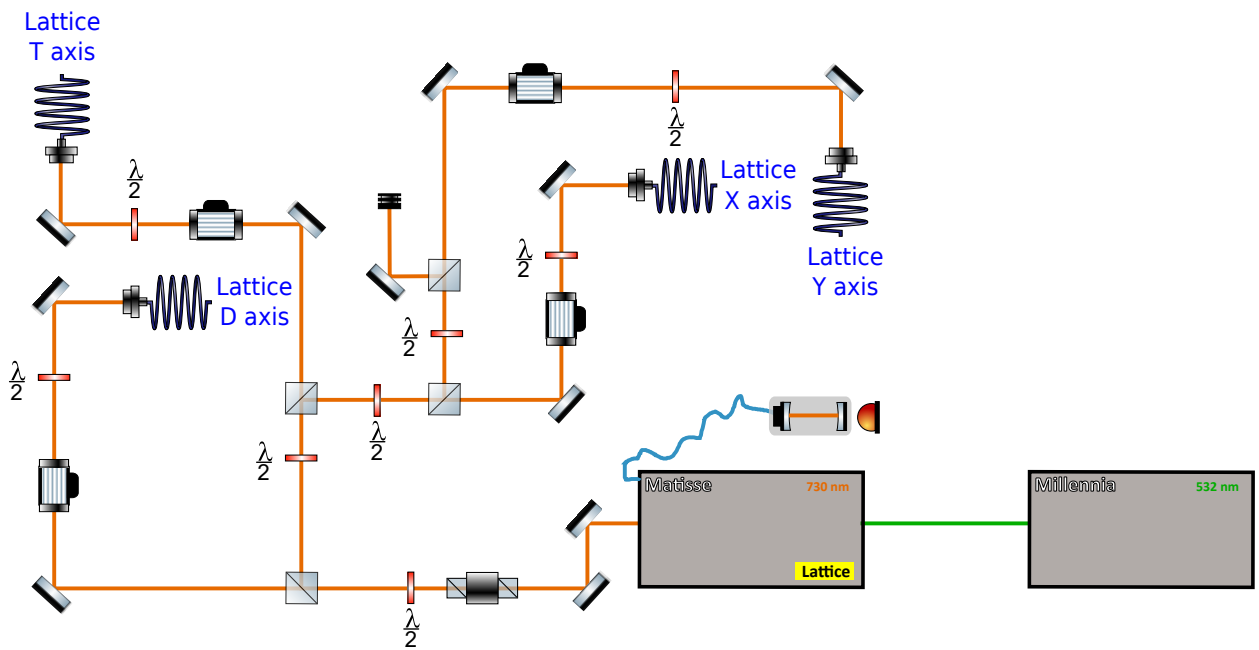 Lattice
T axis
λ
2
Lattice
X axis
λ
2
λ
2
Lattice
Y axis
Lattice
D axis
λ
2
λ
2
λ
2
λ
2
Matisse
730 nm
Lattice
Millennia
532 nm
λ
2